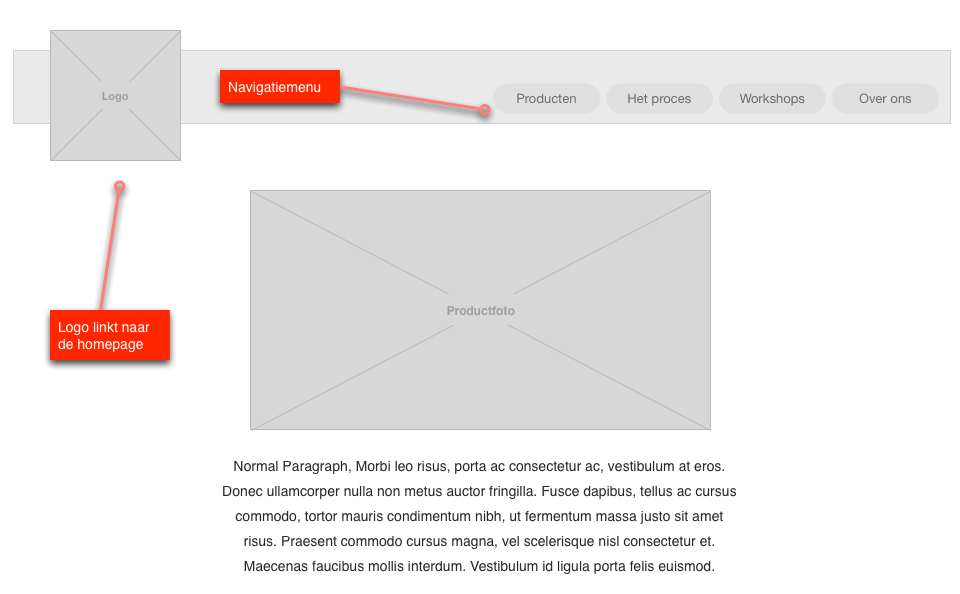 Logo
Navigatiemenu
Producten
Het proces
Workshops
Over ons
Logo linkt naar
de homepage
Productfoto
Normal Paragraph, Morbi leo risus, porta ac consectetur ac, vestibulum at eros.
Donec ullamcorper nulla non metus auctor fringilla. Fusce dapibus, tellus ac cursus
commodo, tortor mauris condimentum nibh, ut fermentum massa justo sit amet
risus. Praesent commodo cursus magna, vel scelerisque nisl consectetur et.
Maecenas faucibus mollis interdum. Vestibulum id ligula porta felis euismod.